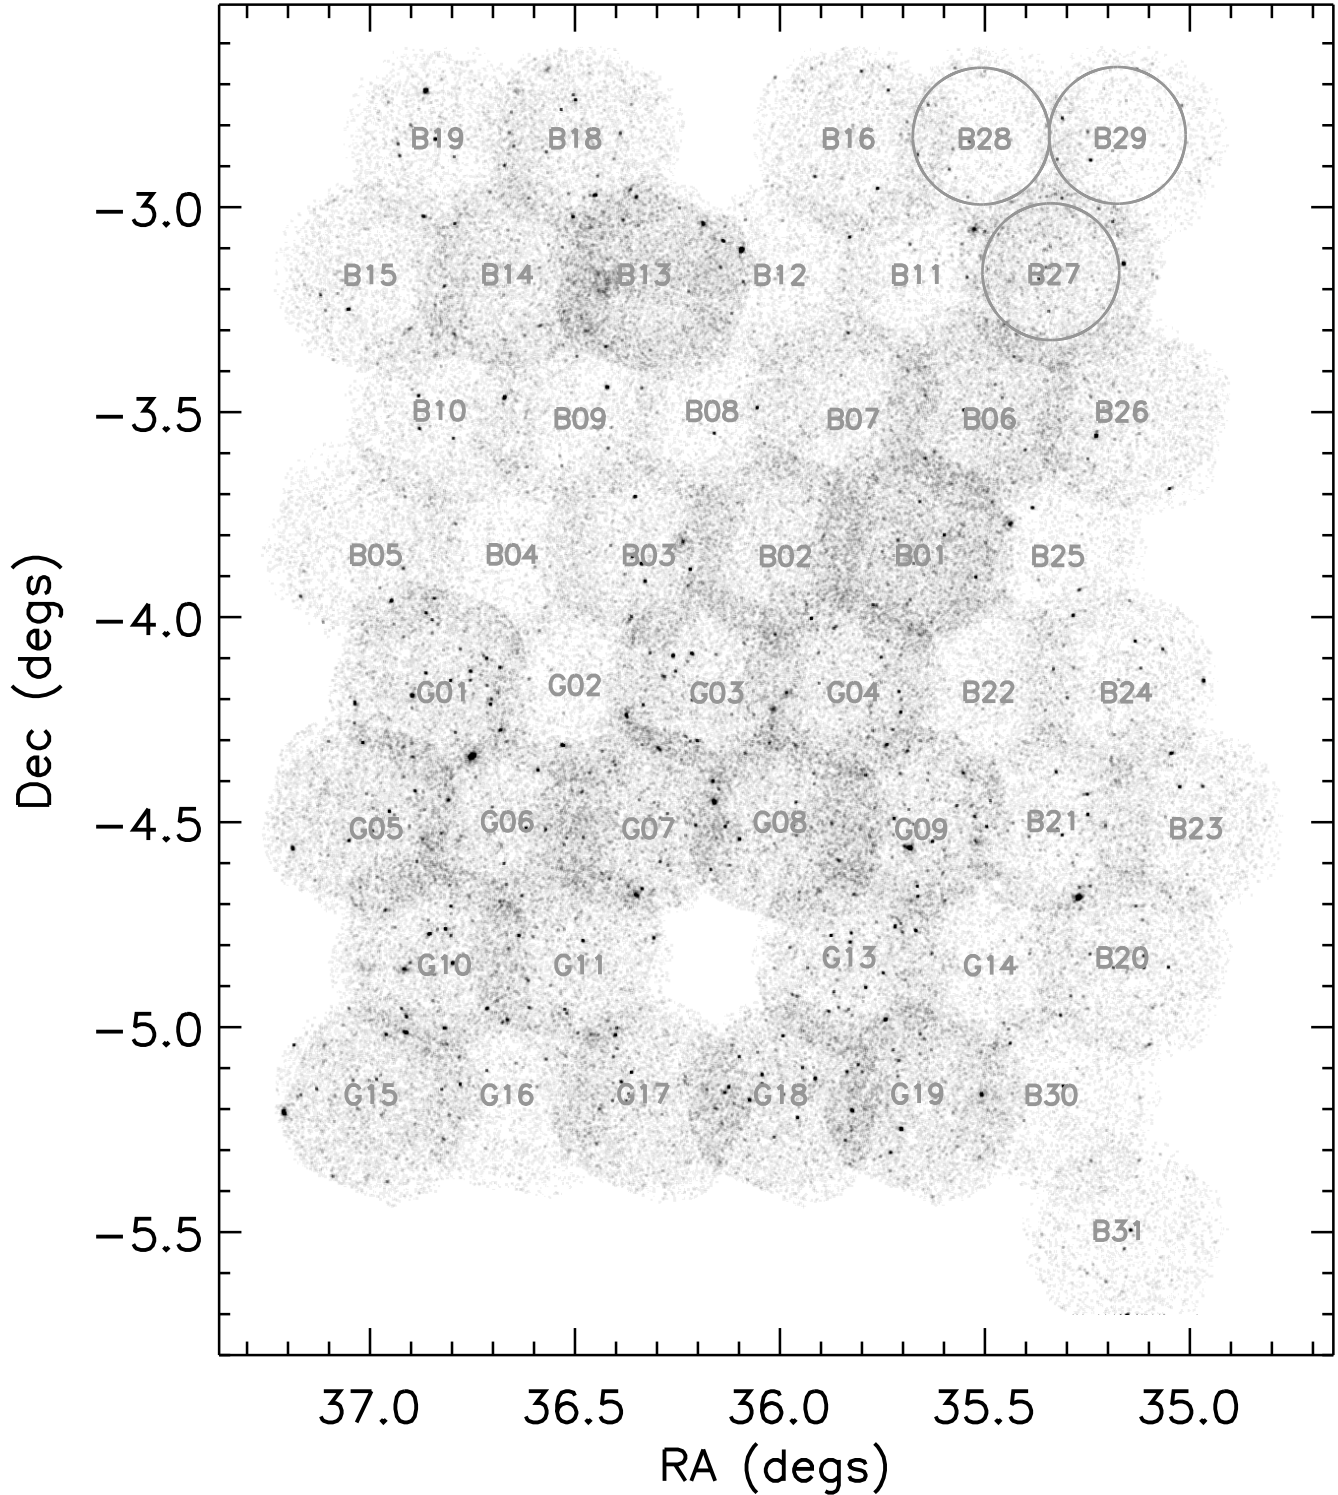 B19 B18 B16 B28 B29
−3.0
B15 B14 B13 B12 B11 B27
−3.5
B10 B09 B08 B07 B06 B26
B05 B04 B03 B02 B01 B25
−4.0
G01 G02 G03 G04 B22 B24
−4.5
G05 G06 G07 G08 G09 B21 B23
G10 G11 G13 G14 B20
−5.0
G15 G16 G17 G18 G19 B30
−5.5
B31
Dec (degs)
37.0 36.5 36.0 35.5 35.0
RA (degs)